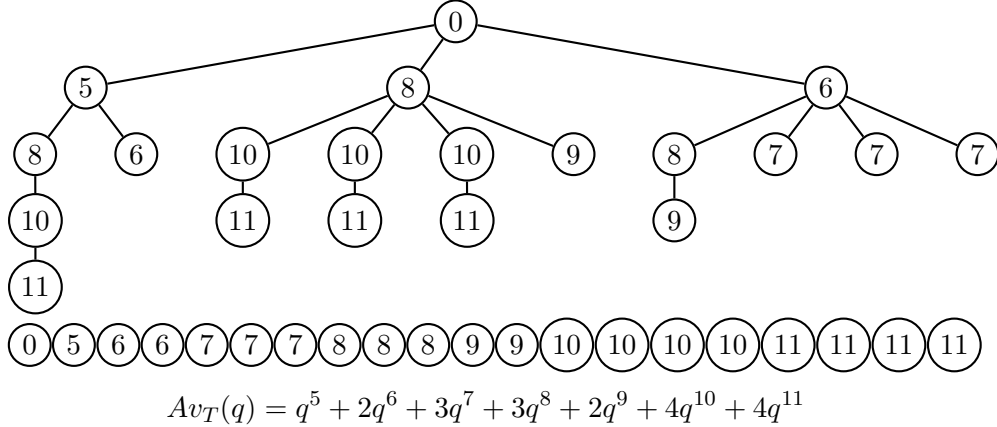 0
5 8 6
8 6 10 10 10 9 8 7 7 7
10 11 11 11 9
11
0 5 6 6 7 7 7 8 8 8 9 9 10 10 10 10 11 11 11 11
Av_T(q) = q^5 + 2q^6 + 3q^7 + 3q^8 + 2q^9 + 4q^{10} + 4q^{11}